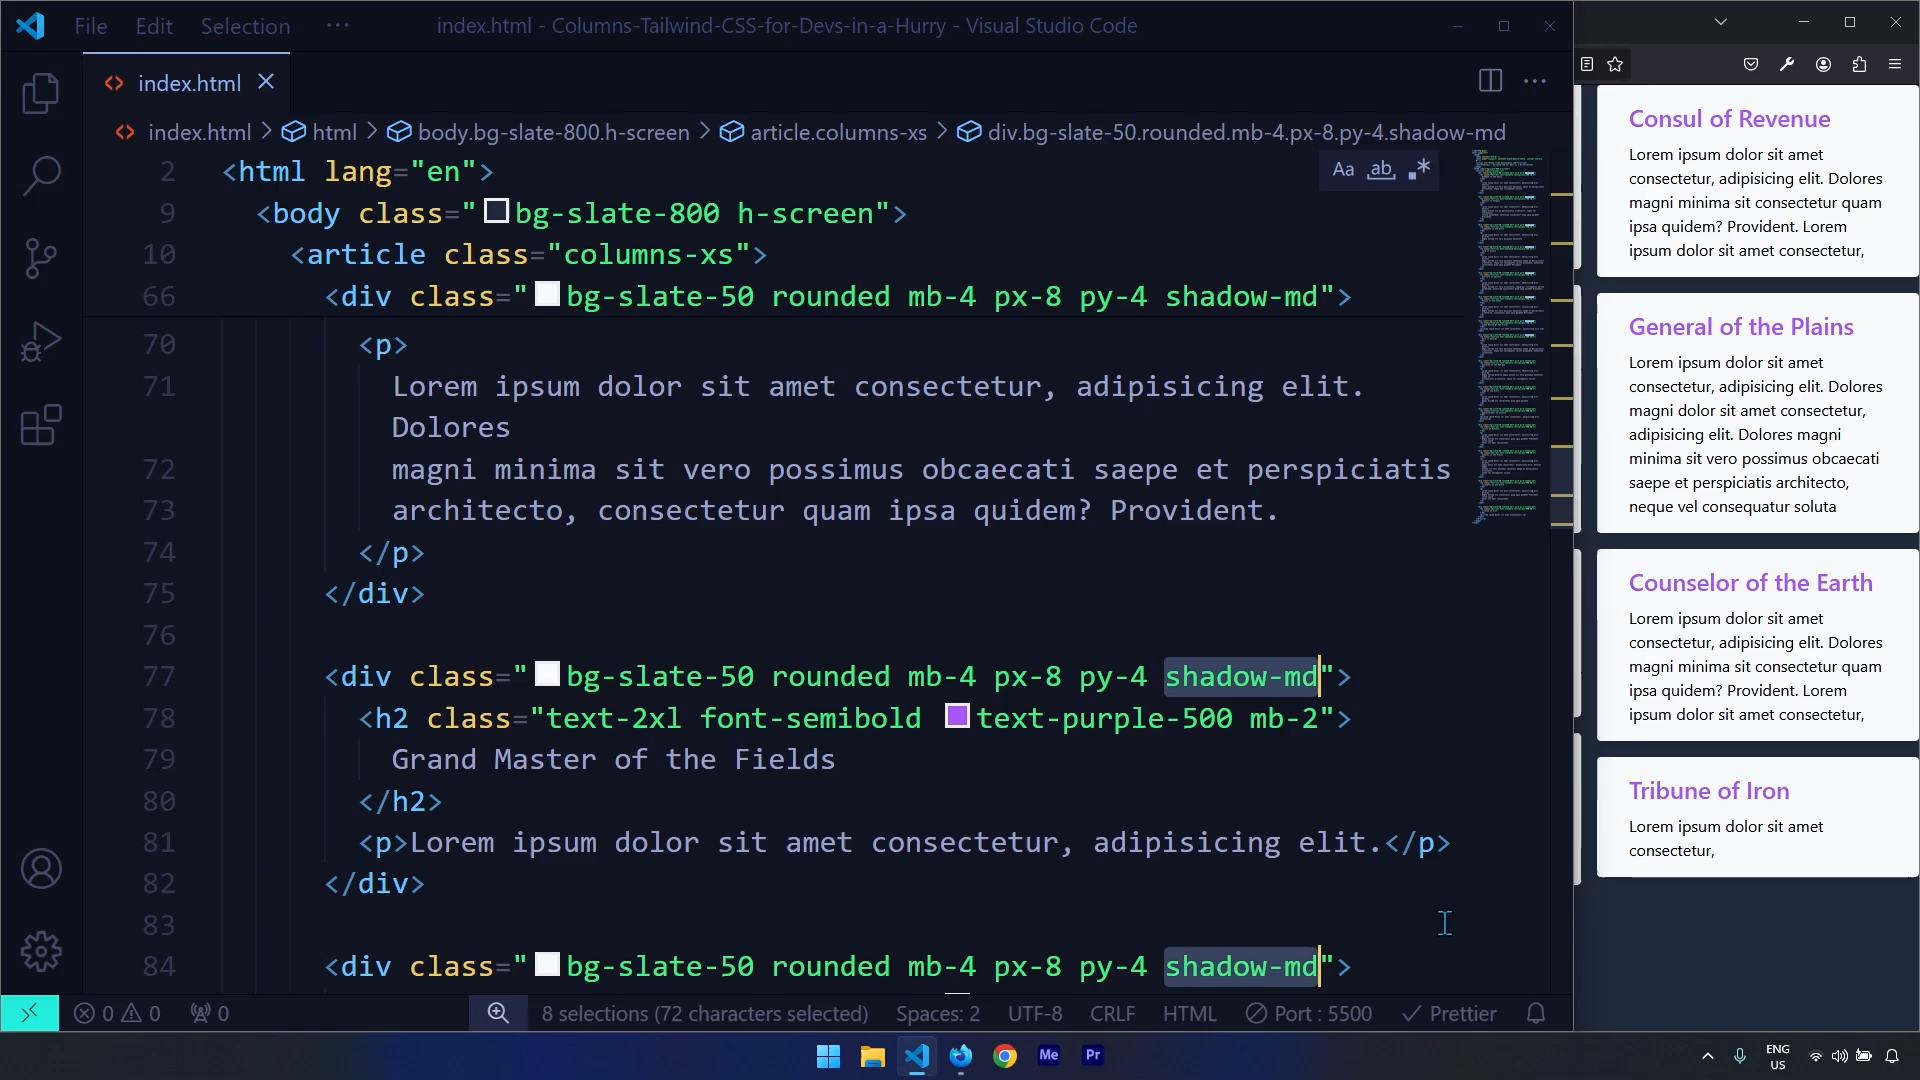 File Edit Selection ··· index.html - Columns-Tailwind-CSS-for-Devs-in-a-Hurry - Visual Studio Code
index.html
index.html > html > body.bg-slate-800.h-screen > article.columns-xs > div.bg-slate-50.rounded.mb-4.px-8.py-4.shadow-md
Aa ab .*
2 <html lang="en">
9 <body class="bg-slate-800 h-screen">
10 <article class="columns-xs">
66 <div class="bg-slate-50 rounded mb-4 px-8 py-4 shadow-md">
70 <p>
71 Lorem ipsum dolor sit amet consectetur, adipisicing elit.
Dolores
72 magni minima sit vero possimus obcaecati saepe et perspiciatis
73 architecto, consectetur quam ipsa quidem? Provident.
74 </p>
75 </div>
76
77 <div class="bg-slate-50 rounded mb-4 px-8 py-4 shadow-md">
78 <h2 class="text-2xl font-semibold text-purple-500 mb-2">
79 Grand Master of the Fields
80 </h2>
81 <p>Lorem ipsum dolor sit amet consectetur, adipisicing elit.</p>
82 </div>
83
84 <div class="bg-slate-50 rounded mb-4 px-8 py-4 shadow-md">
0 0 0 8 selections (72 characters selected) Spaces: 2 UTF-8 CRLF HTML Port : 5500 Prettier
Consul of Revenue
Lorem ipsum dolor sit amet
consectetur, adipisicing elit. Dolores
magni minima sit consectetur quam
ipsa quidem? Provident. Lorem
ipsum dolor sit amet consectetur,
General of the Plains
Lorem ipsum dolor sit amet
consectetur, adipisicing elit. Dolores
magni dolor sit amet consectetur,
adipisicing elit. Dolores magni
minima sit vero possimus obcaecati
saepe et perspiciatis architecto,
neque vel consequatur soluta
Counselor of the Earth
Lorem ipsum dolor sit amet
consectetur, adipisicing elit. Dolores
magni minima sit consectetur quam
ipsa quidem? Provident. Lorem
ipsum dolor sit amet consectetur,
Tribune of Iron
Lorem ipsum dolor sit amet
consectetur,
Me Pr
ENG
US